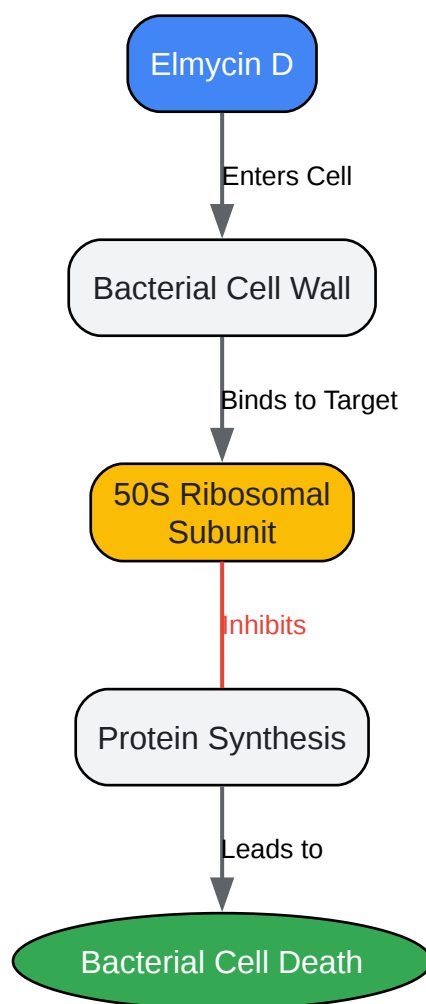 Elmycin D
Enters Cell
Bacterial Cell Wall
Binds to Target
50S Ribosomal
Subunit
Inhibits
Protein Synthesis
Leads to
Bacterial Cell Death